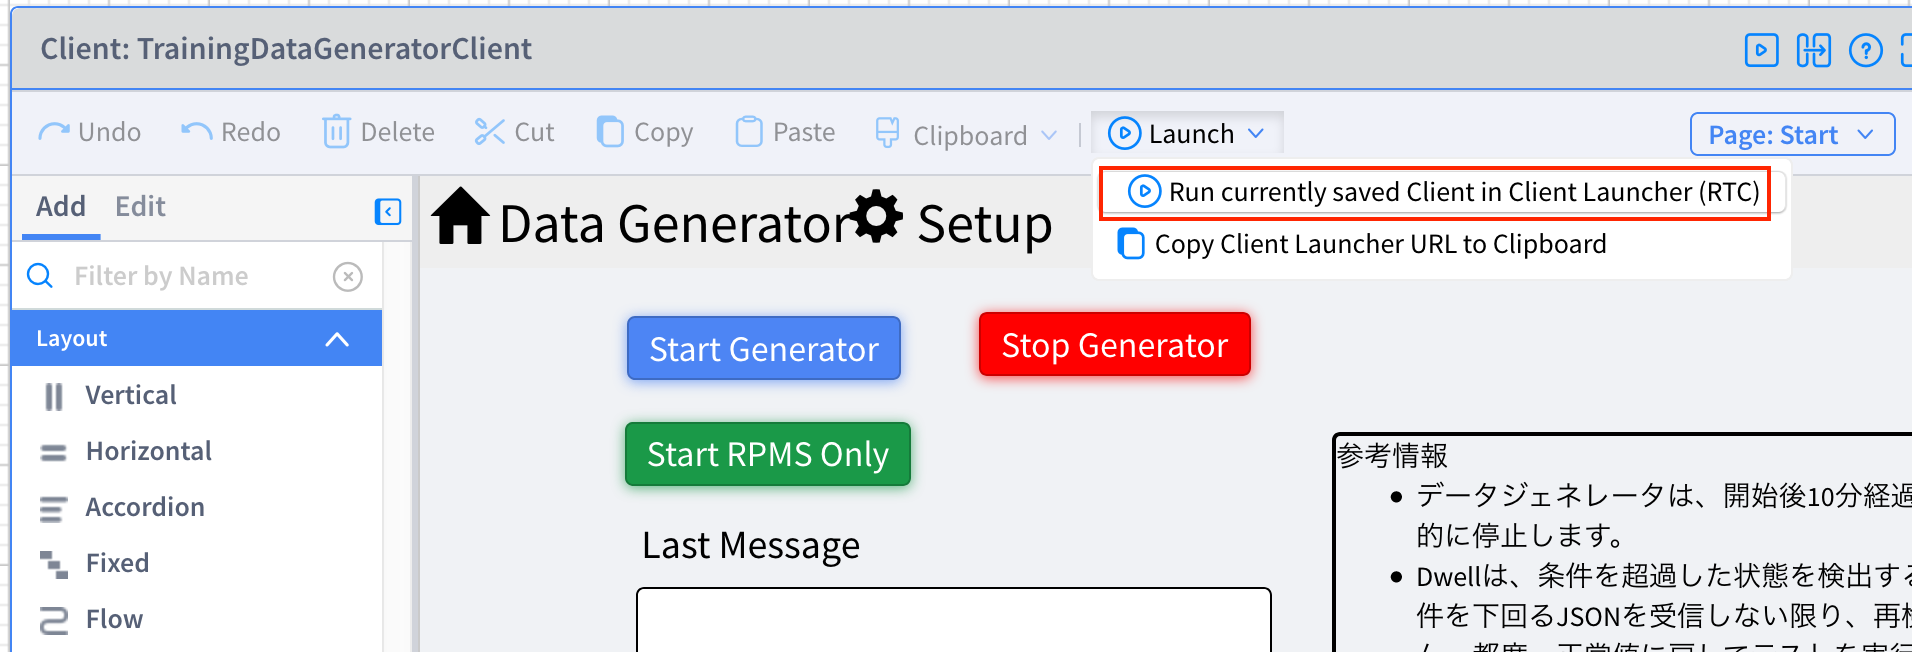 Client: TrainingDataGeneratorClient
Undo Redo Delete Cut Copy Paste Clipboard Launch Page: Start
Run currently saved Client in Client Launcher (RTC)
Copy Client Launcher URL to Clipboard
Add Edit
Filter by Name
Layout
Vertical
Horizontal
Accordion
Fixed
Flow
Data Generator Setup
Start Generator Stop Generator
Start RPMS Only
Last Message
参考情報
データジェネレータは、開始後10分経過
的に停止します。
Dwellは、条件を超過した状態を検出する
件を下回るJSONを受信しない限り、再検